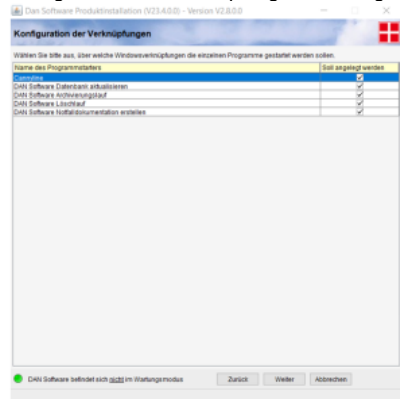 Dan Software Produktinstallation (V23.4.0.0) - Version V2.8.0.0
Konfiguration der Verknüpfungen
Wählen Sie bitte aus, über welche Windowsverknüpfungen die einzelnen Programme gestartet werden sollen.
Name des Programmstarters Soll angelegt werden
Careplus
DAN Software Datenbank aktualisieren
DAN Software Archivierungslauf
DAN Software Löschlauf
DAN Software Notfalldokumentation erstellen
DAN Software befindet sich nicht im Wartungsmodus Zurück Weiter Abbrechen